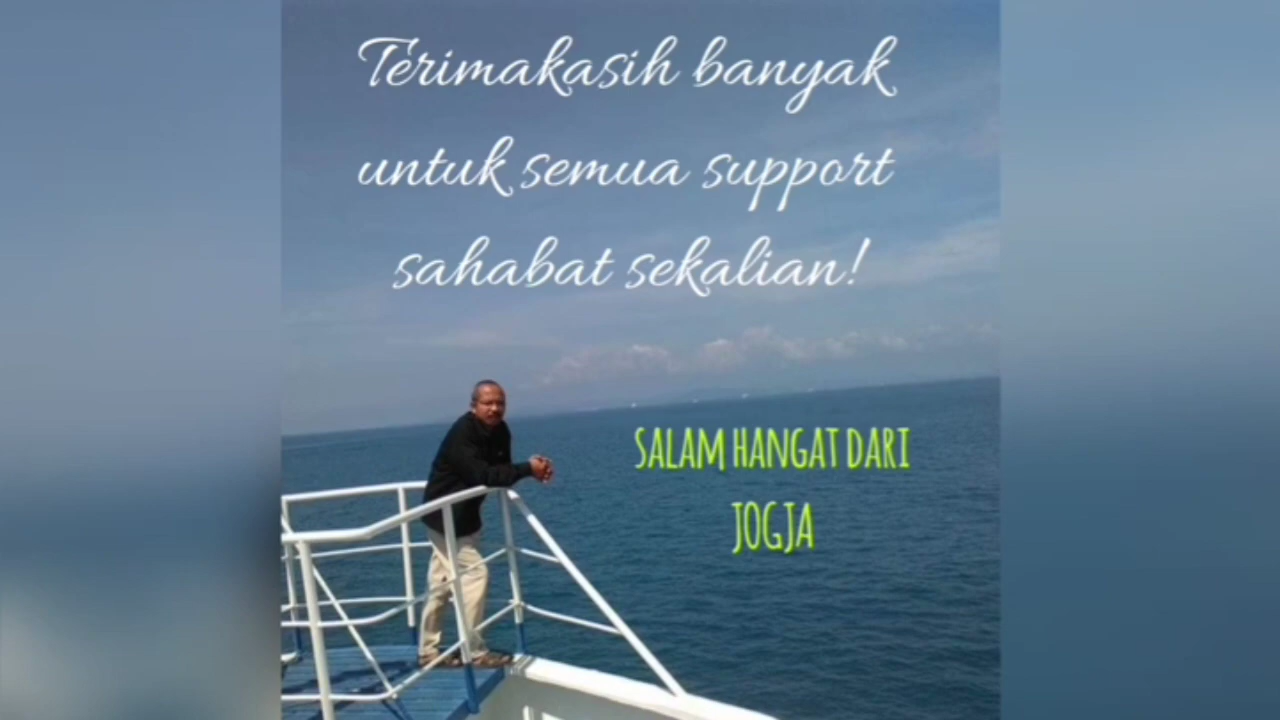 Terimakasih banyak
untuk semua support
sahabat sekalian!
SALAM HANGAT DARI
JOGJA